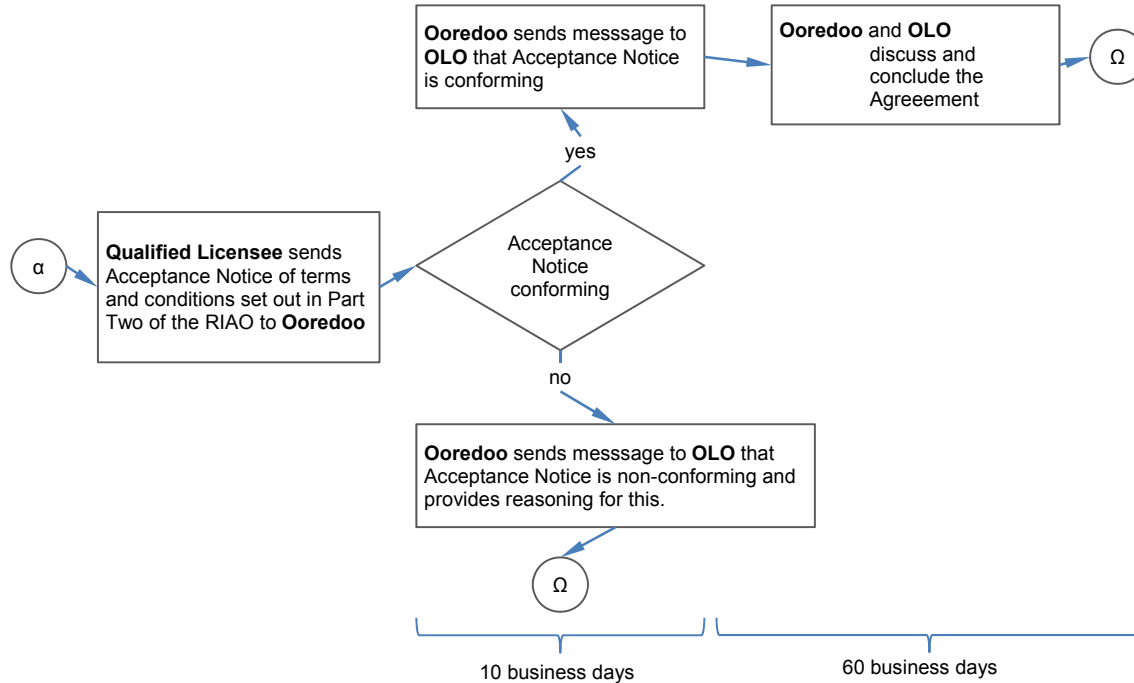 Ooredoo sends messsage to
OLO that Acceptance Notice
is conforming
Ooredoo and OLO
discuss and
conclude the
Agreeement
Ω
yes
α
Qualified Licensee sends
Acceptance Notice of terms
and conditions set out in Part
Two of the RIAO to Ooredoo
Acceptance
Notice
conforming
no
Ooredoo sends messsage to OLO that
Acceptance Notice is non-conforming and
provides reasoning for this.
Ω
10 business days
60 business days